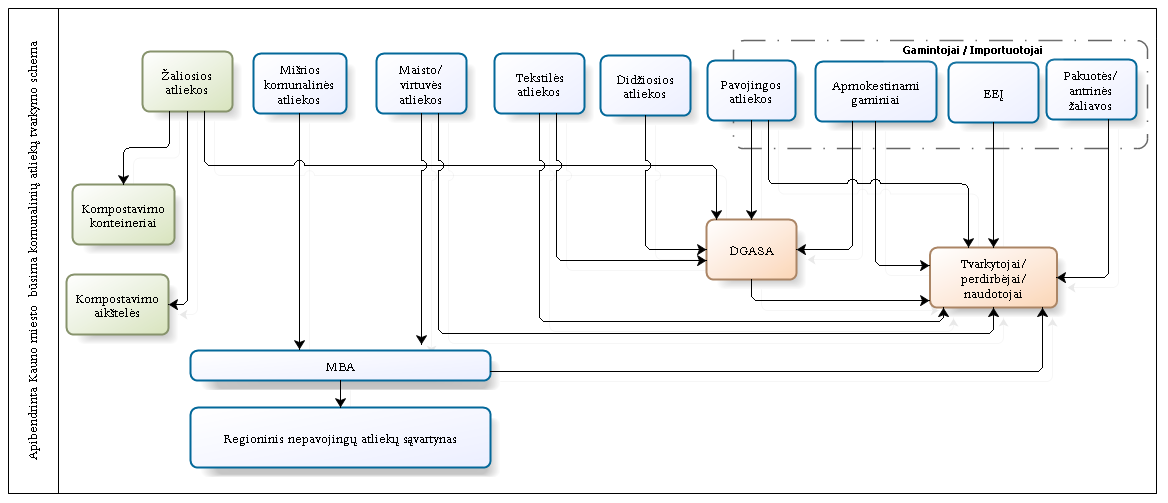 Apibendrinta Kauno miesto būsima komunalinių atliekų tvarkymo schema
Gamintojai / Importuotojai
Žaliosios
atliekos
Mišrios
komunalinės
atliekos
Maisto/
virtuvės
atliekos
Tekstilės
atliekos
Didžiosios
atliekos
Pavojingos
atliekos
Apmokestinami
gaminiai
EEĮ
Pakuotės/
antrinės
žaliavos
Kompostavimo
konteineriai
DGASA
Tvarkytojai/
perdirbėjai/
naudotojai
Kompostavimo
aikštelės
MBA
Regioninis nepavojingų atliekų sąvartynas